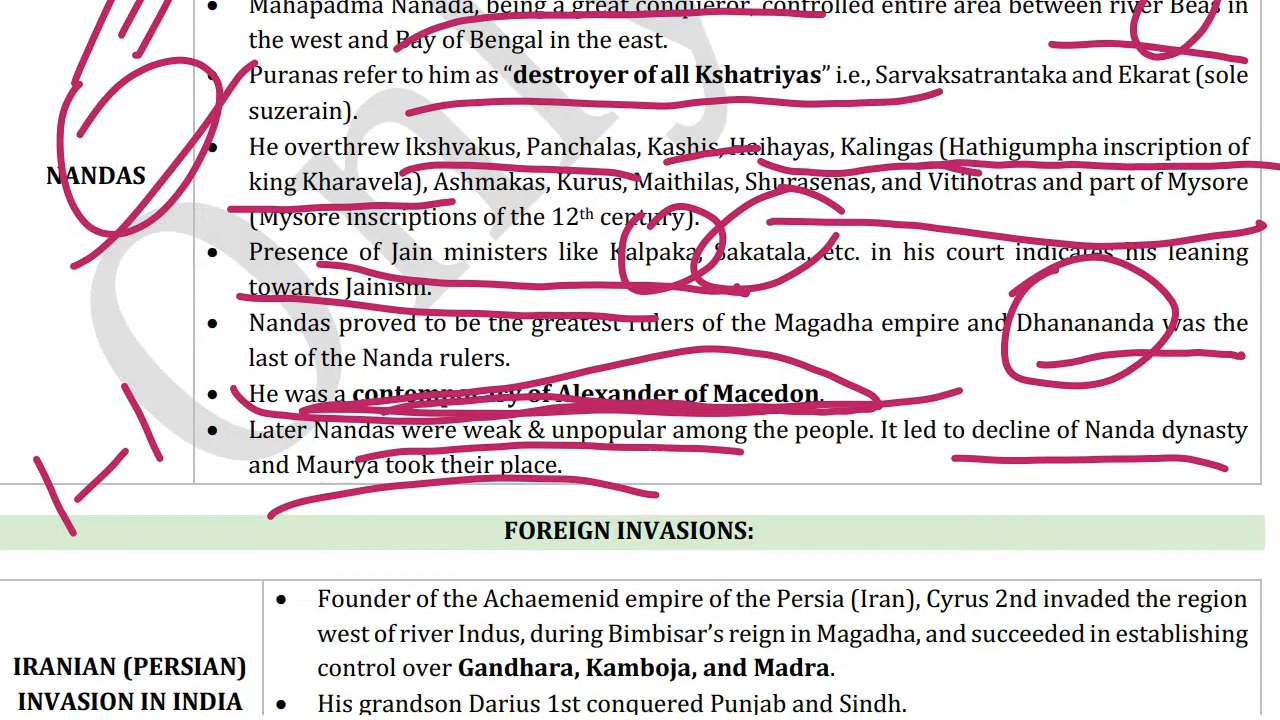 Mahapadma Nanada, being a great conqueror, controlled entire area between river Beas in
the west and Bay of Bengal in the east.
• Puranas refer to him as “destroyer of all Kshatriyas” i.e., Sarvaksatrantaka and Ekarat (sole
suzerain).
• He overthrew Ikshvakus, Panchalas, Kashis, Haihayas, Kalingas (Hathigumpha inscription of
NANDAS
king Kharavela), Ashmakas, Kurus, Maithilas, Shurasenas, and Vitihotras and part of Mysore
(Mysore inscriptions of the 12th century).
• Presence of Jain ministers like Kalpaka, Sakatala, etc. in his court indicates his leaning
towards Jainism.
• Nandas proved to be the greatest rulers of the Magadha empire and Dhanananda was the
last of the Nanda rulers.
• He was a contemporary of Alexander of Macedon.
• Later Nandas were weak & unpopular among the people. It led to decline of Nanda dynasty
and Maurya took their place.
FOREIGN INVASIONS:
• Founder of the Achaemenid empire of the Persia (Iran), Cyrus 2nd invaded the region
west of river Indus, during Bimbisar’s reign in Magadha, and succeeded in establishing
control over Gandhara, Kamboja, and Madra.
IRANIAN (PERSIAN)
INVASION IN INDIA
• His grandson Darius 1st conquered Punjab and Sindh.
Only